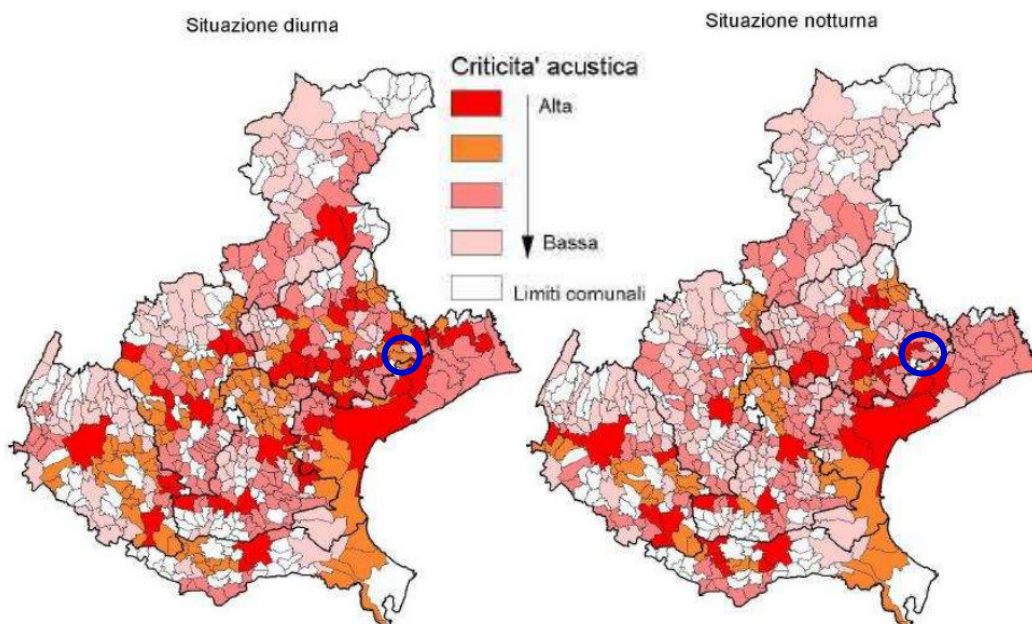 Situazione diurna
Situazione notturna
Criticita' acustica
Alta
Bassa
Limiti comunali